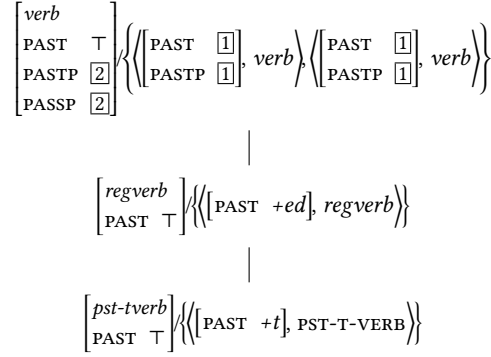 verb
PAST ⊤
PASTP 2
PASSP 2
/{⟨[PAST 1 PASTP 1], verb⟩,⟨[PAST 1 PASTP 1], verb⟩}
regverb
PAST ⊤
/{⟨[PAST +ed], regverb⟩}
pst-tverb
PAST ⊤
/{⟨[PAST +t], PST-T-VERB⟩}